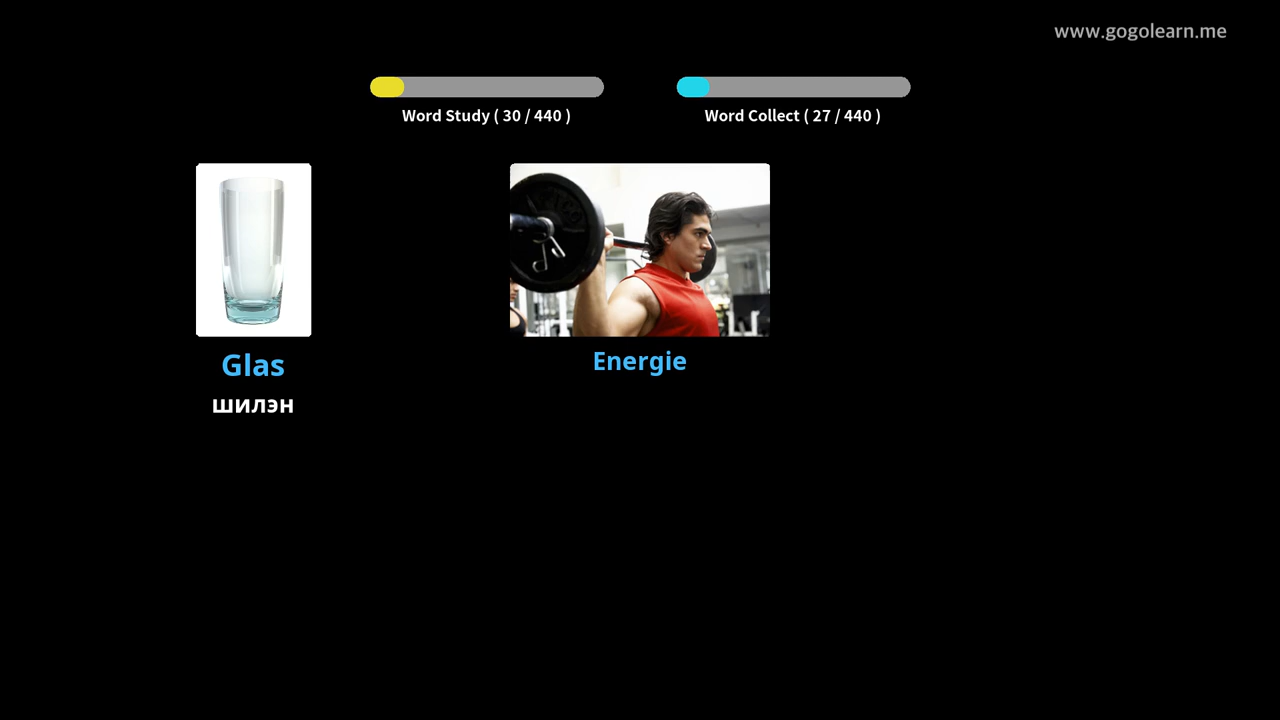 www.gogolearn.me
Word Study ( 30 / 440 )
Word Collect ( 27 / 440 )
Glas
шилэн
Energie